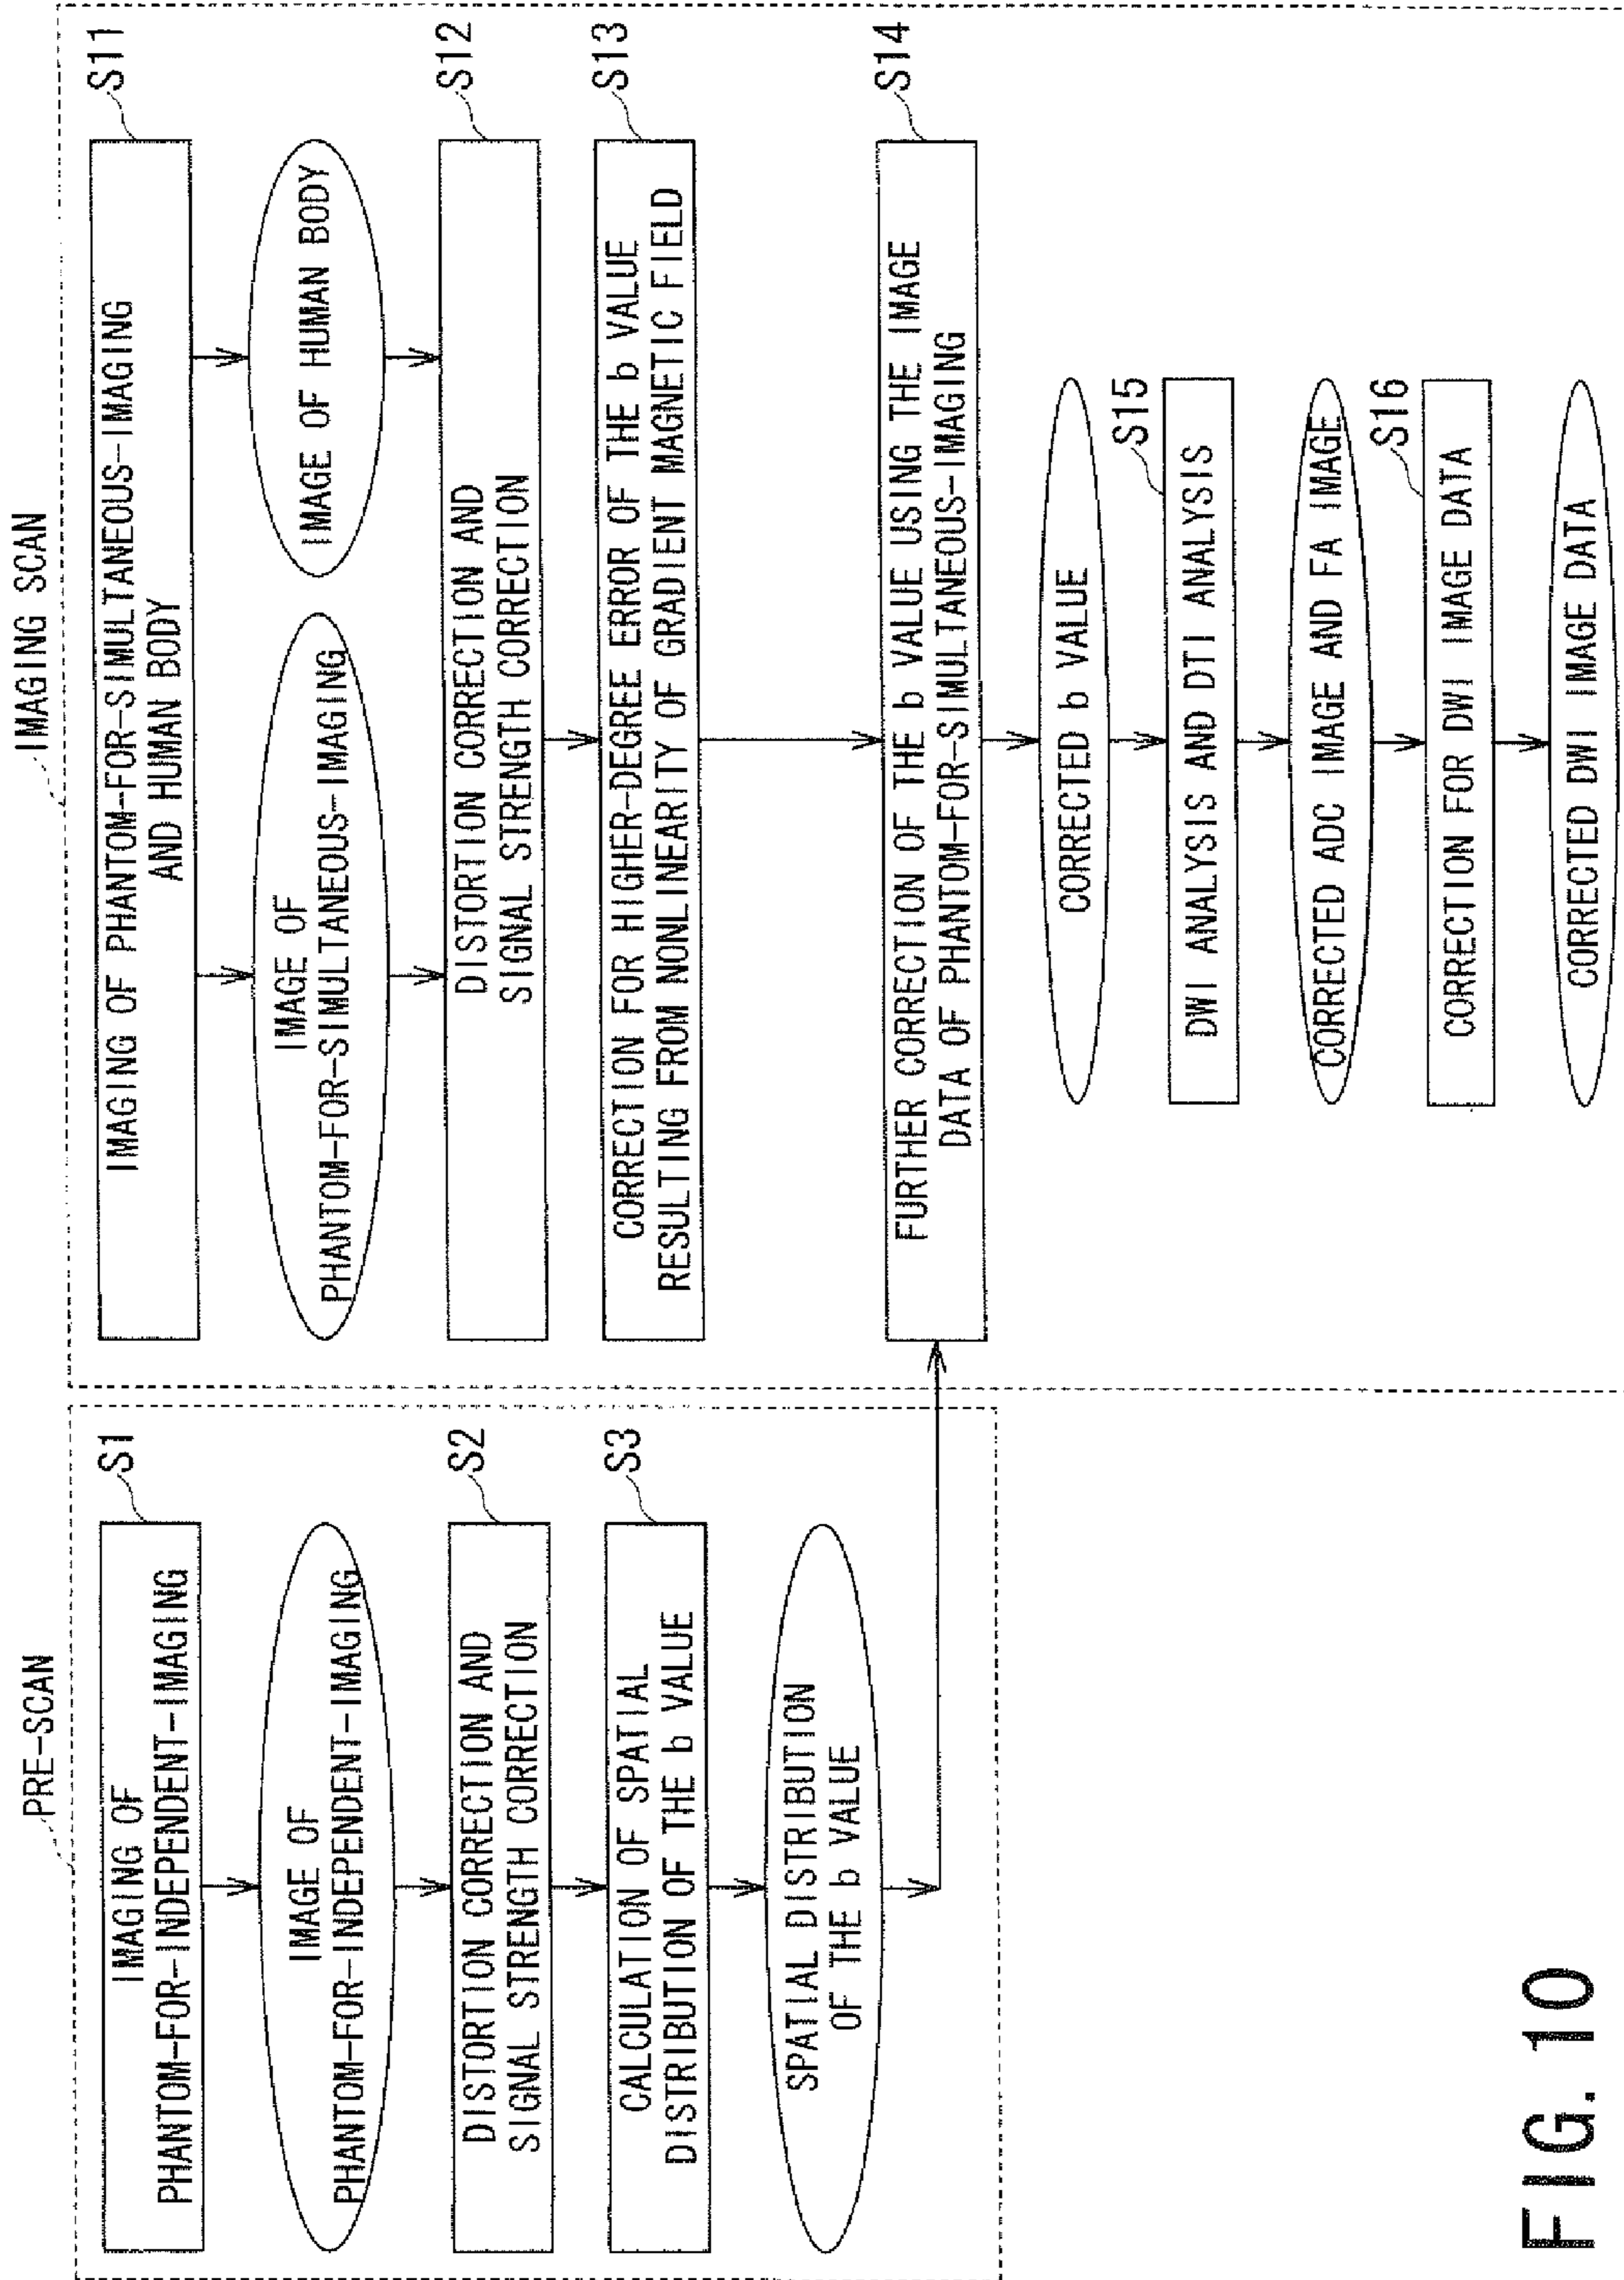 PRE-SCAN
S1
IMAGING OF
PHANTOM-FOR-INDEPENDENT-IMAGING
IMAGE OF
PHANTOM-FOR-INDEPENDENT-IMAGING
S2
DISTORTION CORRECTION AND
SIGNAL STRENGTH CORRECTION
S3
CALCULATION OF SPATIAL
DISTRIBUTION OF THE b VALUE
SPATIAL DISTRIBUTION
OF THE b VALUE
IMAGING SCAN
S11
IMAGING OF PHANTOM-FOR-SIMULTANEOUS-IMAGING
AND HUMAN BODY
IMAGE OF
PHANTOM-FOR-SIMULTANEOUS-IMAGING
IMAGE OF HUMAN BODY
S12
DISTORTION CORRECTION AND
SIGNAL STRENGTH CORRECTION
S13
CORRECTION FOR HIGHER-DEGREE ERROR OF THE b VALUE
RESULTING FROM NONLINEARITY OF GRADIENT MAGNETIC FIELD
S14
FURTHER CORRECTION OF THE b VALUE USING THE IMAGE
DATA OF PHANTOM-FOR-SIMULTANEOUS-IMAGING
CORRECTED b VALUE
S15
DWI ANALYSIS AND DTI ANALYSIS
CORRECTED ADC IMAGE AND FA IMAGE
S16
CORRECTION FOR DWI IMAGE DATA
CORRECTED DWI IMAGE DATA
FIG. 10